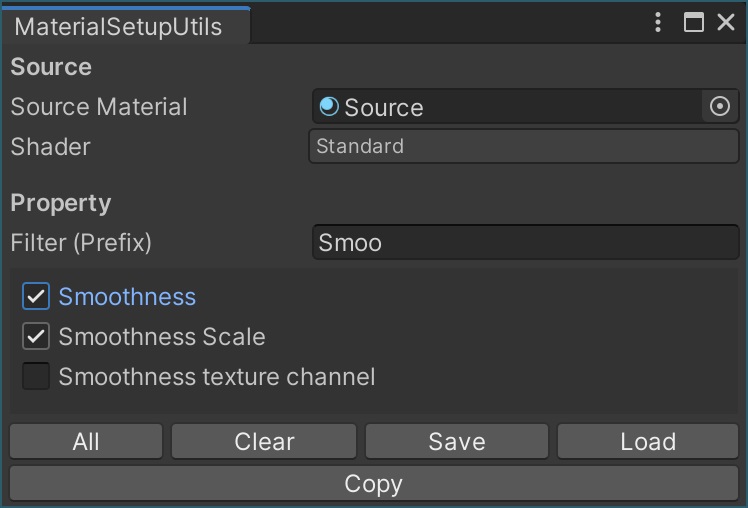 MaterialSetupUtils
Source
Source Material Source
Shader Standard
Property
Filter (Prefix) Smoo
Smoothness
Smoothness Scale
Smoothness texture channel
All Clear Save Load
Copy